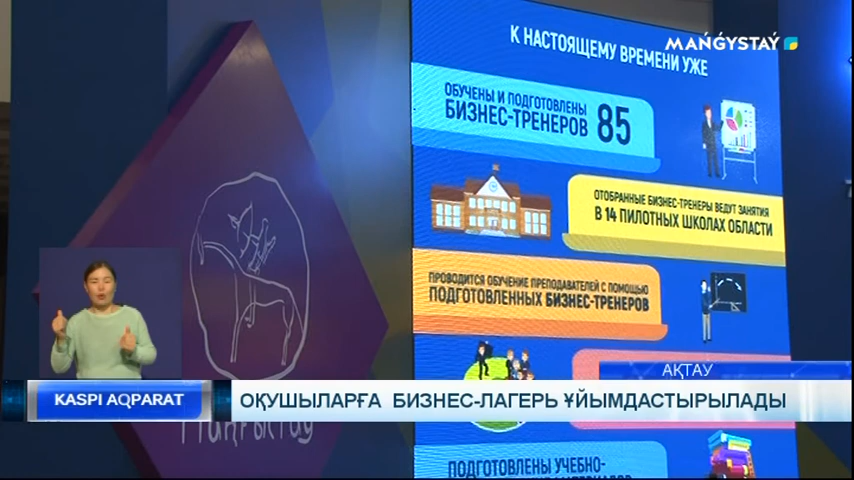 MAŃǴYSTAÝ
К НАСТОЯЩЕМУ ВРЕМЕНИ УЖЕ
ОБУЧЕНЫ И ПОДГОТОВЛЕНЫ
БИЗНЕС-ТРЕНЕРОВ 85
ОТОБРАННЫЕ БИЗНЕС-ТРЕНЕРЫ ВЕДУТ ЗАНЯТИЯ
В 14 ПИЛОТНЫХ ШКОЛАХ ОБЛАСТИ
ПРОВОДИТСЯ ОБУЧЕНИЕ ПРЕПОДАВАТЕЛЕЙ С ПОМОЩЬЮ
ПОДГОТОВЛЕННЫХ БИЗНЕС-ТРЕНЕРОВ
АҚТАУ
KASPI AQPARAT
ОҚУШЫЛАРҒА БИЗНЕС-ЛАГЕРЬ ҰЙЫМДАСТЫРЫЛАДЫ
ПОДГОТОВЛЕНЫ УЧЕБНО-